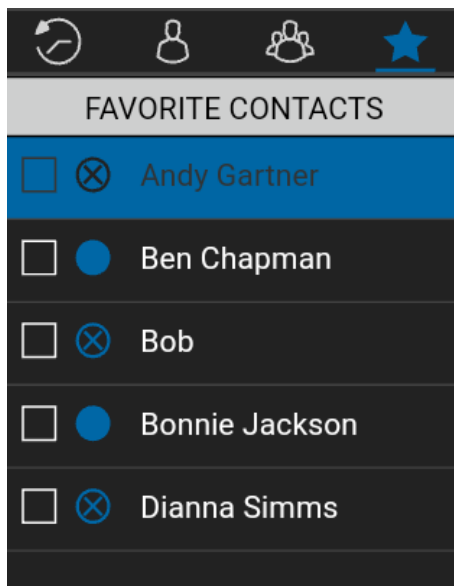 FAVORITE CONTACTS
Andy Gartner
Ben Chapman
Bob
Bonnie Jackson
Dianna Simms